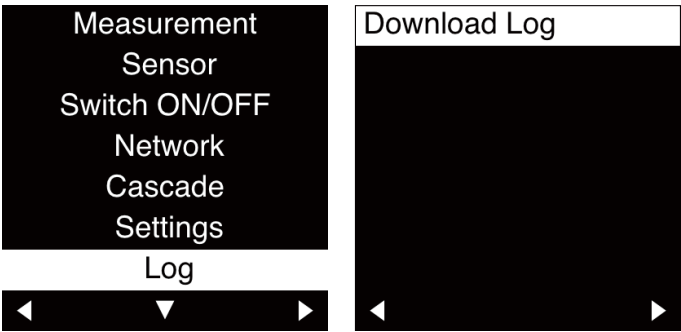 Measurement
Sensor
Switch ON/OFF
Network
Cascade
Settings
Log
Download Log